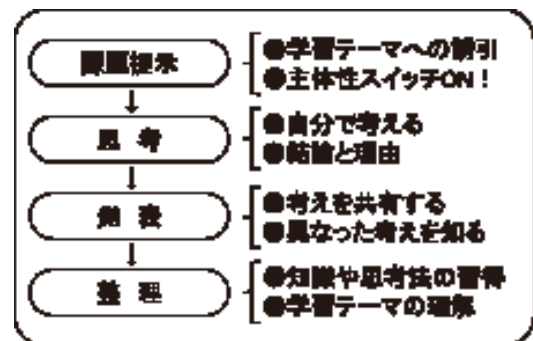 課題提示
●学習テーマへの誘引
●主体性スイッチON!
思考
●自分で考える
●結論と理由
発表
●考えを共有する
●異なった考えを知る
整理
●知識や思考法の習得
●学習テーマの理解